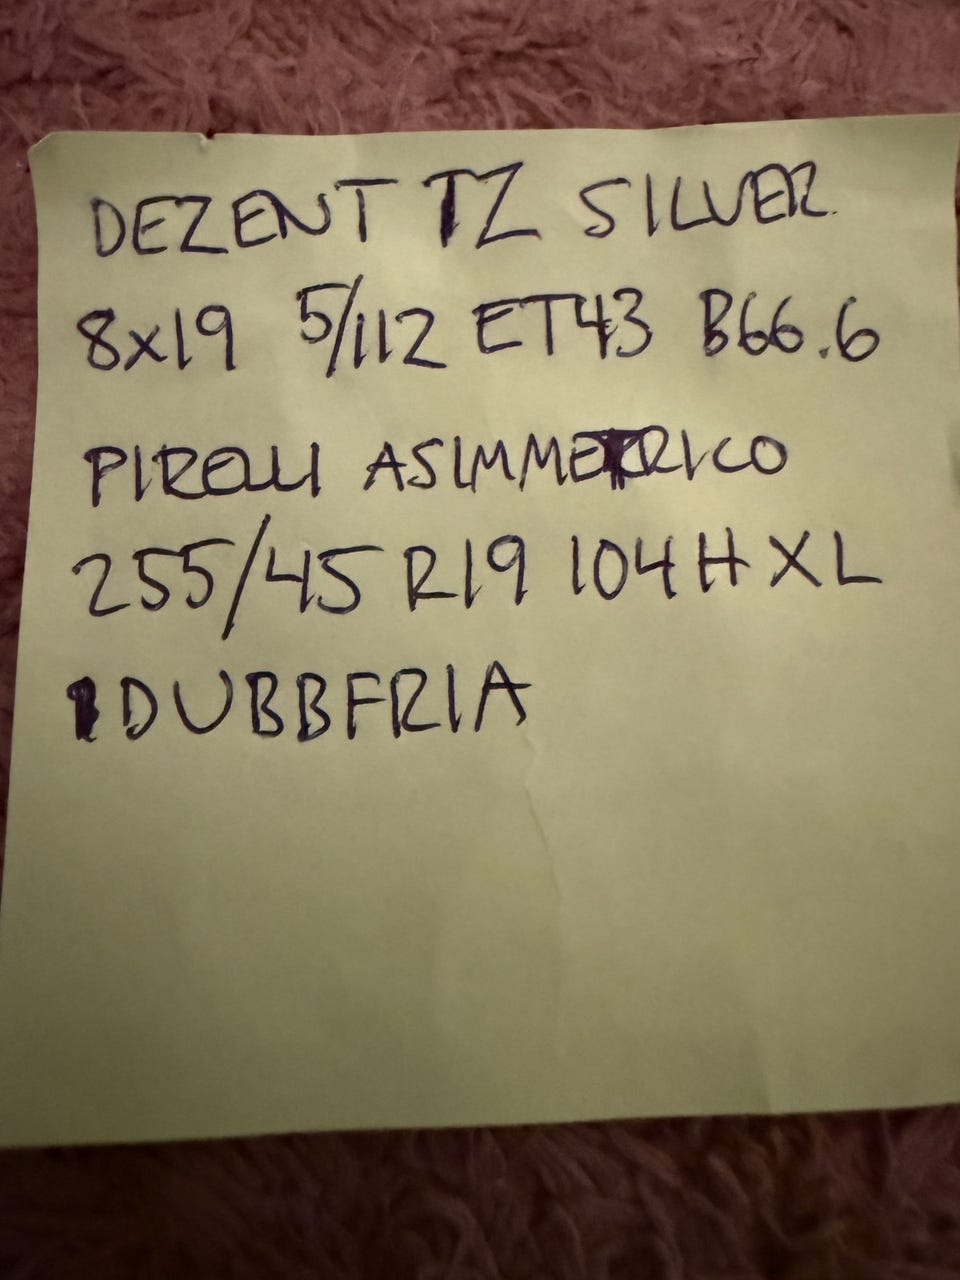 DEZENT TZ SILVER
8x19 5/112 ET43 B66.6
PIRELLI ASIMMETRICO
255/45 R19 104H XL
DUBBFRIA